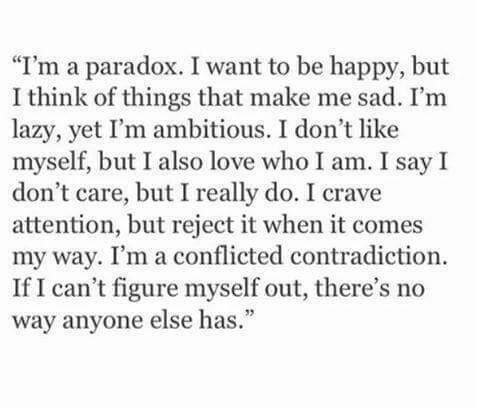 “I’m a paradox. I want to be happy, but
I think of things that make me sad. I’m
lazy, yet I’m ambitious. I don’t like
myself, but I also love who I am. I say I
don’t care, but I really do. I crave
attention, but reject it when it comes
my way. I’m a conflicted contradiction.
If I can’t figure myself out, there’s no
way anyone else has.”